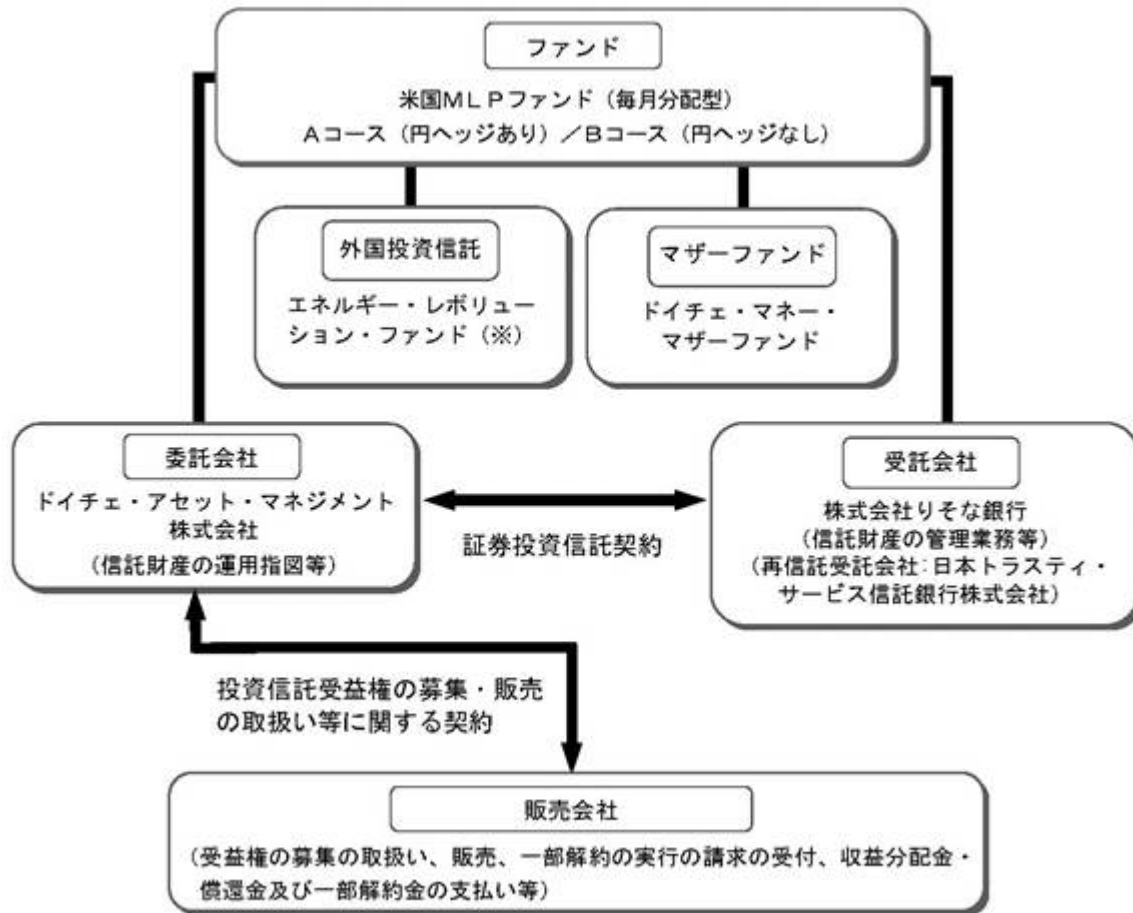 ファンド
米国MLPファンド（毎月分配型）
Aコース（円ヘッジあり）／Bコース（円ヘッジなし）
外国投資信託
エネルギー・レボリュー
ション・ファンド（※）
マザーファンド
ドイチェ・マネー・
マザーファンド
委託会社
ドイチェ・アセット・マネジメント
株式会社
（信託財産の運用指図等）
証券投資信託契約
受託会社
株式会社りそな銀行
（信託財産の管理業務等）
（再信託受託会社：日本トラスティ・
サービス信託銀行株式会社）
投資信託受益権の募集・販売
の取扱い等に関する契約
販売会社
（受益権の募集の取扱い、販売、一部解約の実行の請求の受付、収益分配金・
償還金及び一部解約金の支払い等）